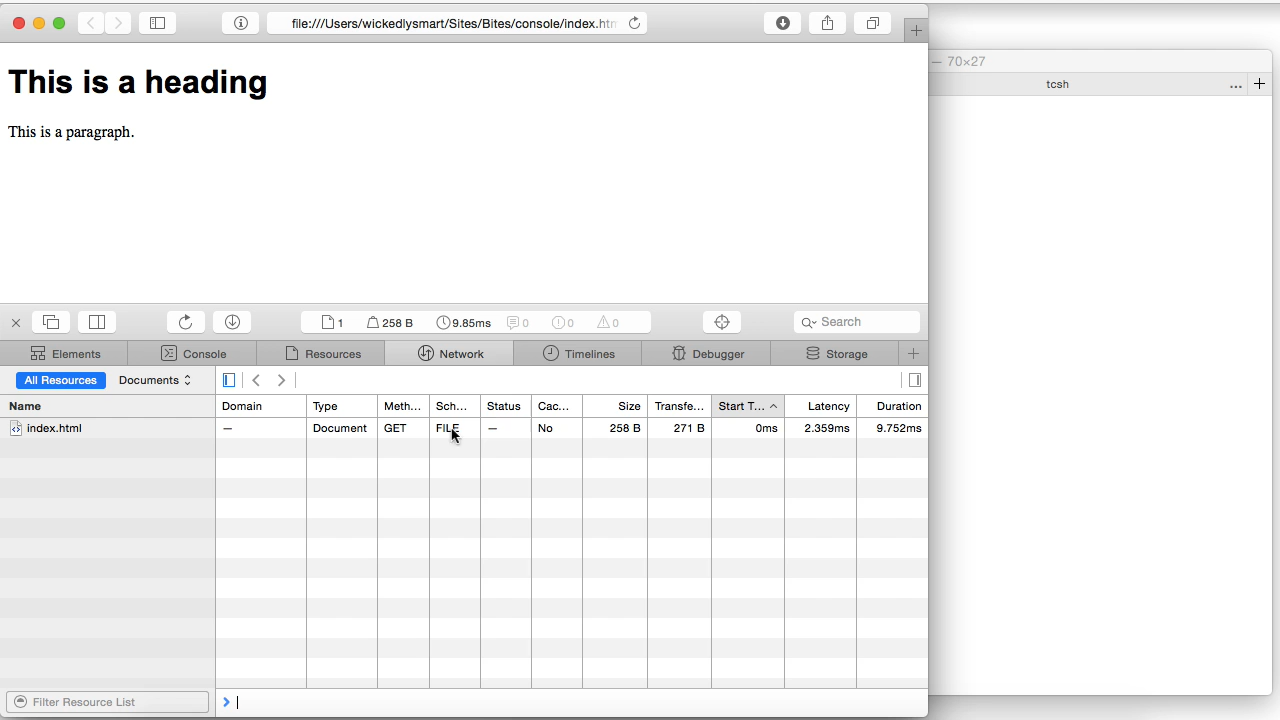 file:///Users/wickedlysmart/Sites/Bites/console/index.htm
— 70×27
tcsh
...
This is a heading
This is a paragraph.
1 258 B 9.85ms 0 0 0 Search
Elements Console Resources Network Timelines Debugger Storage
All Resources Documents
Name Domain Type Meth... Sch... Status Cac... Size Transfe... Start T... Latency Duration
index.html — Document GET FILE — No 258 B 271 B 0ms 2.359ms 9.752ms
Filter Resource List